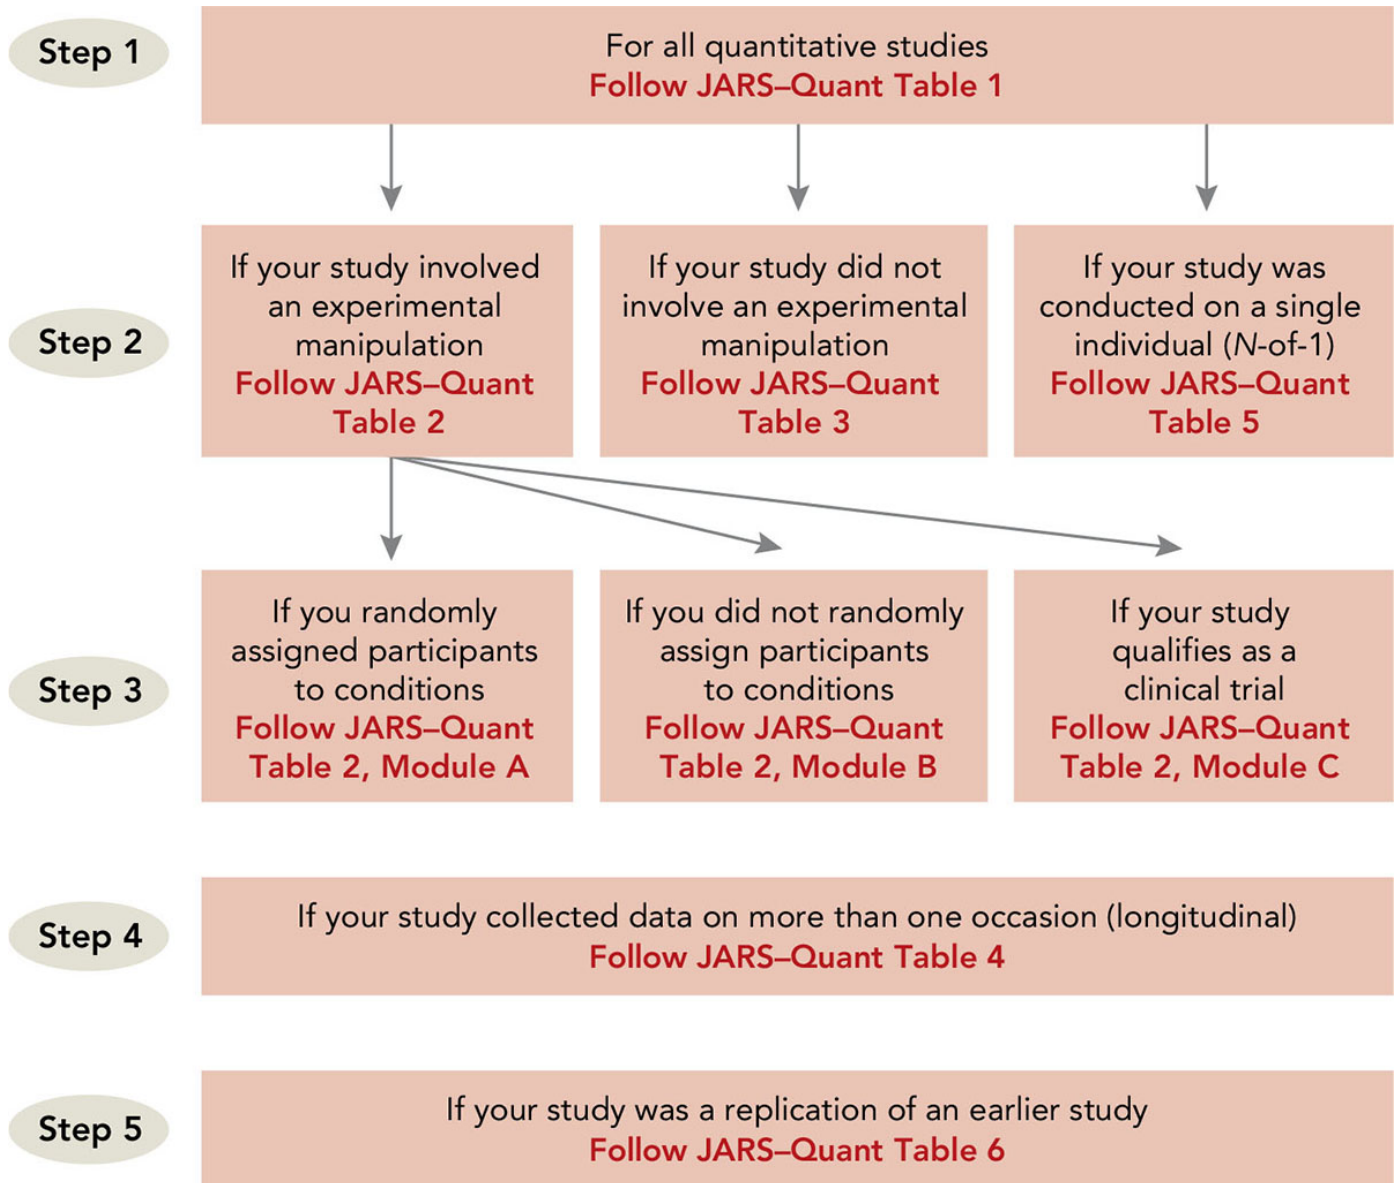 Step 1
For all quantitative studies
Follow JARS–Quant Table 1
Step 2
If your study involved
an experimental
manipulation
Follow JARS–Quant
Table 2
If your study did not
involve an experimental
manipulation
Follow JARS–Quant
Table 3
If your study was
conducted on a single
individual (N-of-1)
Follow JARS–Quant
Table 5
Step 3
If you randomly
assigned participants
to conditions
Follow JARS–Quant
Table 2, Module A
If you did not randomly
assign participants
to conditions
Follow JARS–Quant
Table 2, Module B
If your study
qualifies as a
clinical trial
Follow JARS–Quant
Table 2, Module C
Step 4
If your study collected data on more than one occasion (longitudinal)
Follow JARS–Quant Table 4
Step 5
If your study was a replication of an earlier study
Follow JARS–Quant Table 6